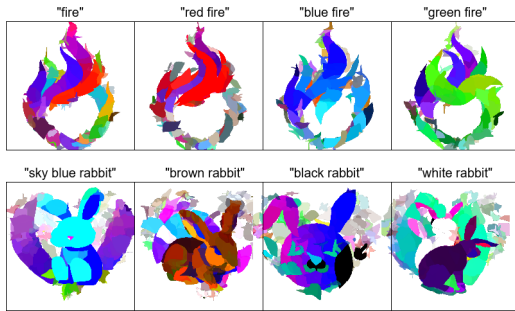 "fire" "red fire" "blue fire" "green fire"
"sky blue rabbit" "brown rabbit" "black rabbit" "white rabbit"